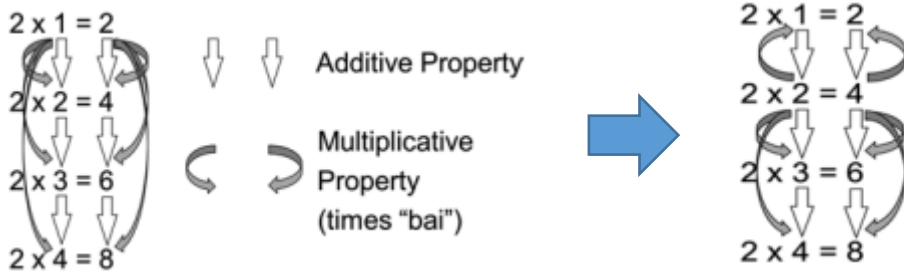 2 x 1 = 2
2 x 2 = 4
2 x 3 = 6
2 x 4 = 8
Additive Property
Multiplicative
Property
(times “bai”)
2 x 1 = 2
2 x 2 = 4
2 x 3 = 6
2 x 4 = 8